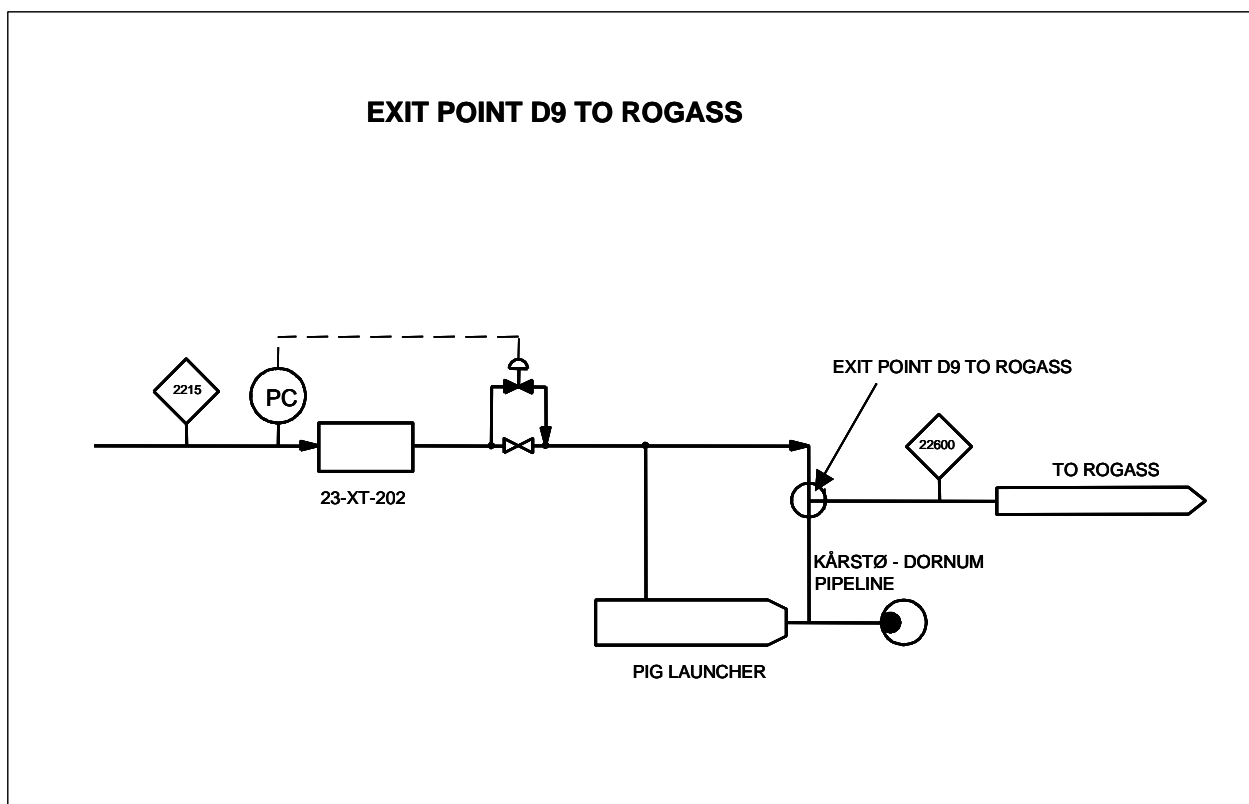 EXIT POINT D9 TO ROGASS
EXIT POINT D9 TO ROGASS
2215
PC
22600
TO ROGASS
23-XT-202
KÅRSTØ - DORNUM
PIPELINE
PIG LAUNCHER